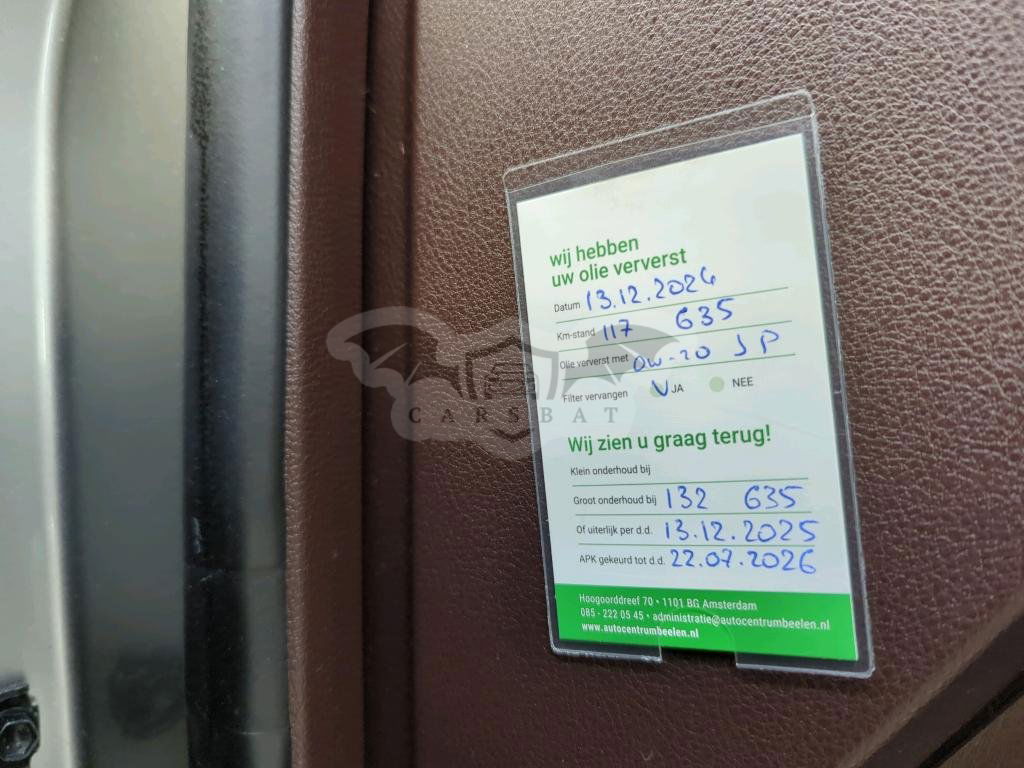 wij hebben
uw olie ververst
Datum 13.12.2024
Km-stand 117 635
Olie ververst met 0W-20 JP
Filter vervangen JA NEE
CARSBAT
Wij zien u graag terug!
Klein onderhoud bij
Groot onderhoud bij 132 635
Of uiterlijk per d.d. 13.12.2025
APK gekeurd tot d.d. 22.07.2026
Hoogoorddreef 70 • 1101 BG Amsterdam
085 - 222 05 45 • administratie@autocentrumbeelen.nl
www.autocentrumbeelen.nl